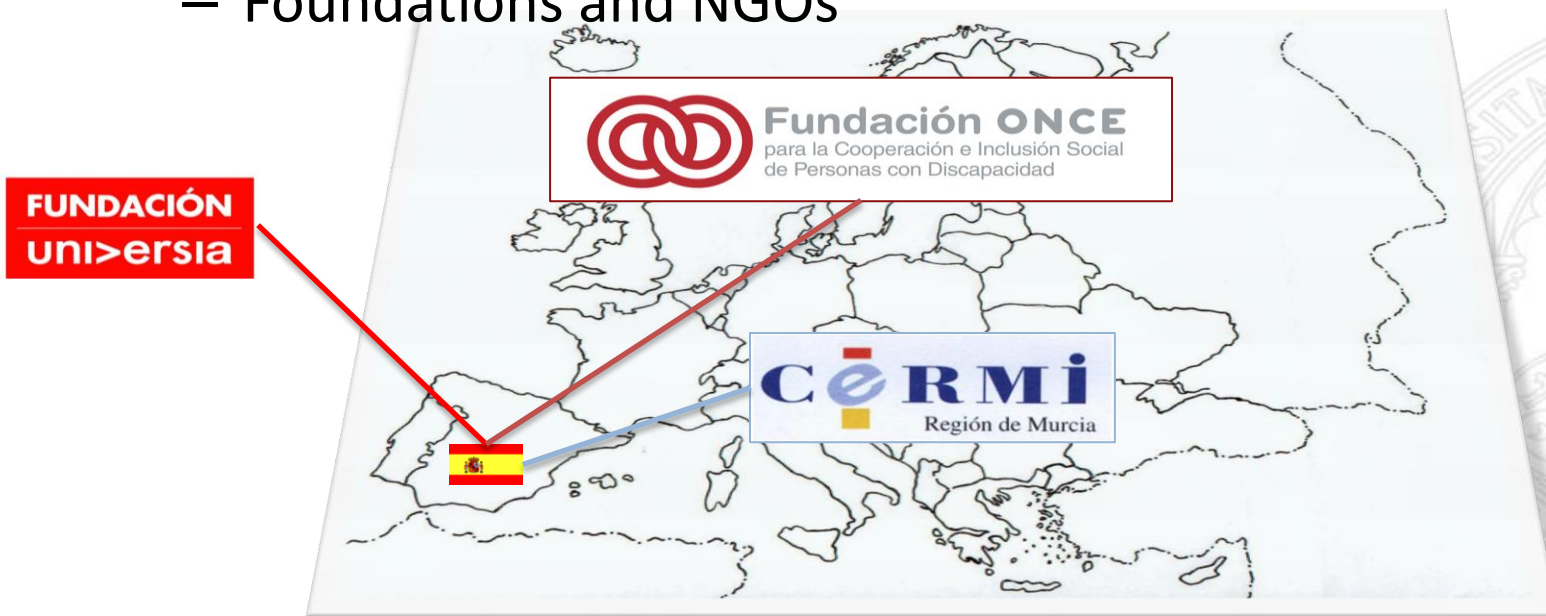 – Foundations and NGOs
Fundación ONCE
para la Cooperación e Inclusión Social
de Personas con Discapacidad
FUNDACIÓN
uni>ersia
CERMi
Región de Murcia